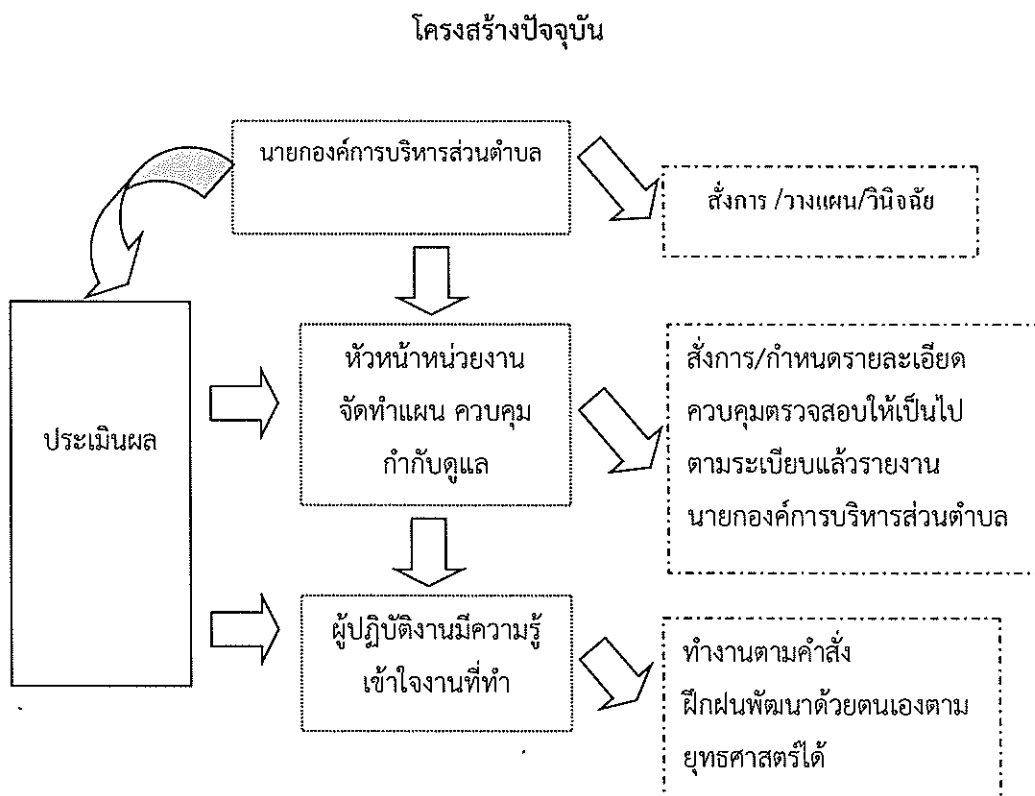 โครงสร้างปัจจุบัน
นายกองค์การบริหารส่วนตำบล
สั่งการ /วางแผน/วินิจฉัย
ประเมินผล
หัวหน้าหน่วยงาน
จัดทำแผน ควบคุม
กำกับดูแล
สั่งการ/กำหนดรายละเอียด
ควบคุมตรวจสอบให้เป็นไป
ตามระเบียบแล้วรายงาน
นายกองค์การบริหารส่วนตำบล
ผู้ปฏิบัติงานมีความรู้
เข้าใจงานที่ทำ
ทำงานตามคำสั่ง
ฝึกฝนพัฒนาด้วยตนเองตาม
ยุทธศาสตร์ได้